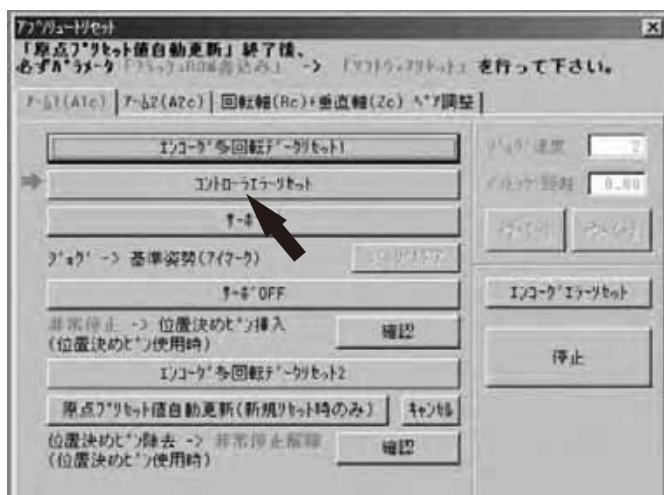 ｱﾌﾞｿﾘｭｰﾄﾘｾｯﾄ
「原点ﾌﾟﾘｾｯﾄ値自動更新」終了後、
必ずﾊﾟﾗﾒｰﾀ「ﾌﾗｯｼｭROM書込み」 -> 「ｿﾌﾄｳｪｱﾘｾｯﾄ」 を行って下さい。
ｱｰﾑ1(A1c) ｱｰﾑ2(A2c) 回転軸(Rc)+垂直軸(Zc) ﾍﾟｱ調整
ｴﾝｺｰﾀﾞ多回転ﾃﾞｰﾀﾘｾｯﾄ1
ｺﾝﾄﾛｰﾗｴﾗｰﾘｾｯﾄ
ｻｰﾎﾞ
ｼﾞｮｸﾞ -> 基準姿勢(ｱｲﾏｰｸ)
ｻｰﾎﾞOFF
非常停止 -> 位置決めﾋﾟﾝ挿入
(位置決めﾋﾟﾝ使用時)
確認
ｴﾝｺｰﾀﾞ多回転ﾃﾞｰﾀﾘｾｯﾄ2
原点ﾌﾟﾘｾｯﾄ値自動更新(新規ﾘｾｯﾄ時のみ) ｷｬﾝｾﾙ
位置決めﾋﾟﾝ除去 -> 非常停止解除
(位置決めﾋﾟﾝ使用時)
確認
ｼﾞｮｸﾞ速度 2
ｲﾝﾁﾝｸﾞ距離 0.00
ｴﾝｺｰﾀﾞｴﾗｰﾘｾｯﾄ
停止